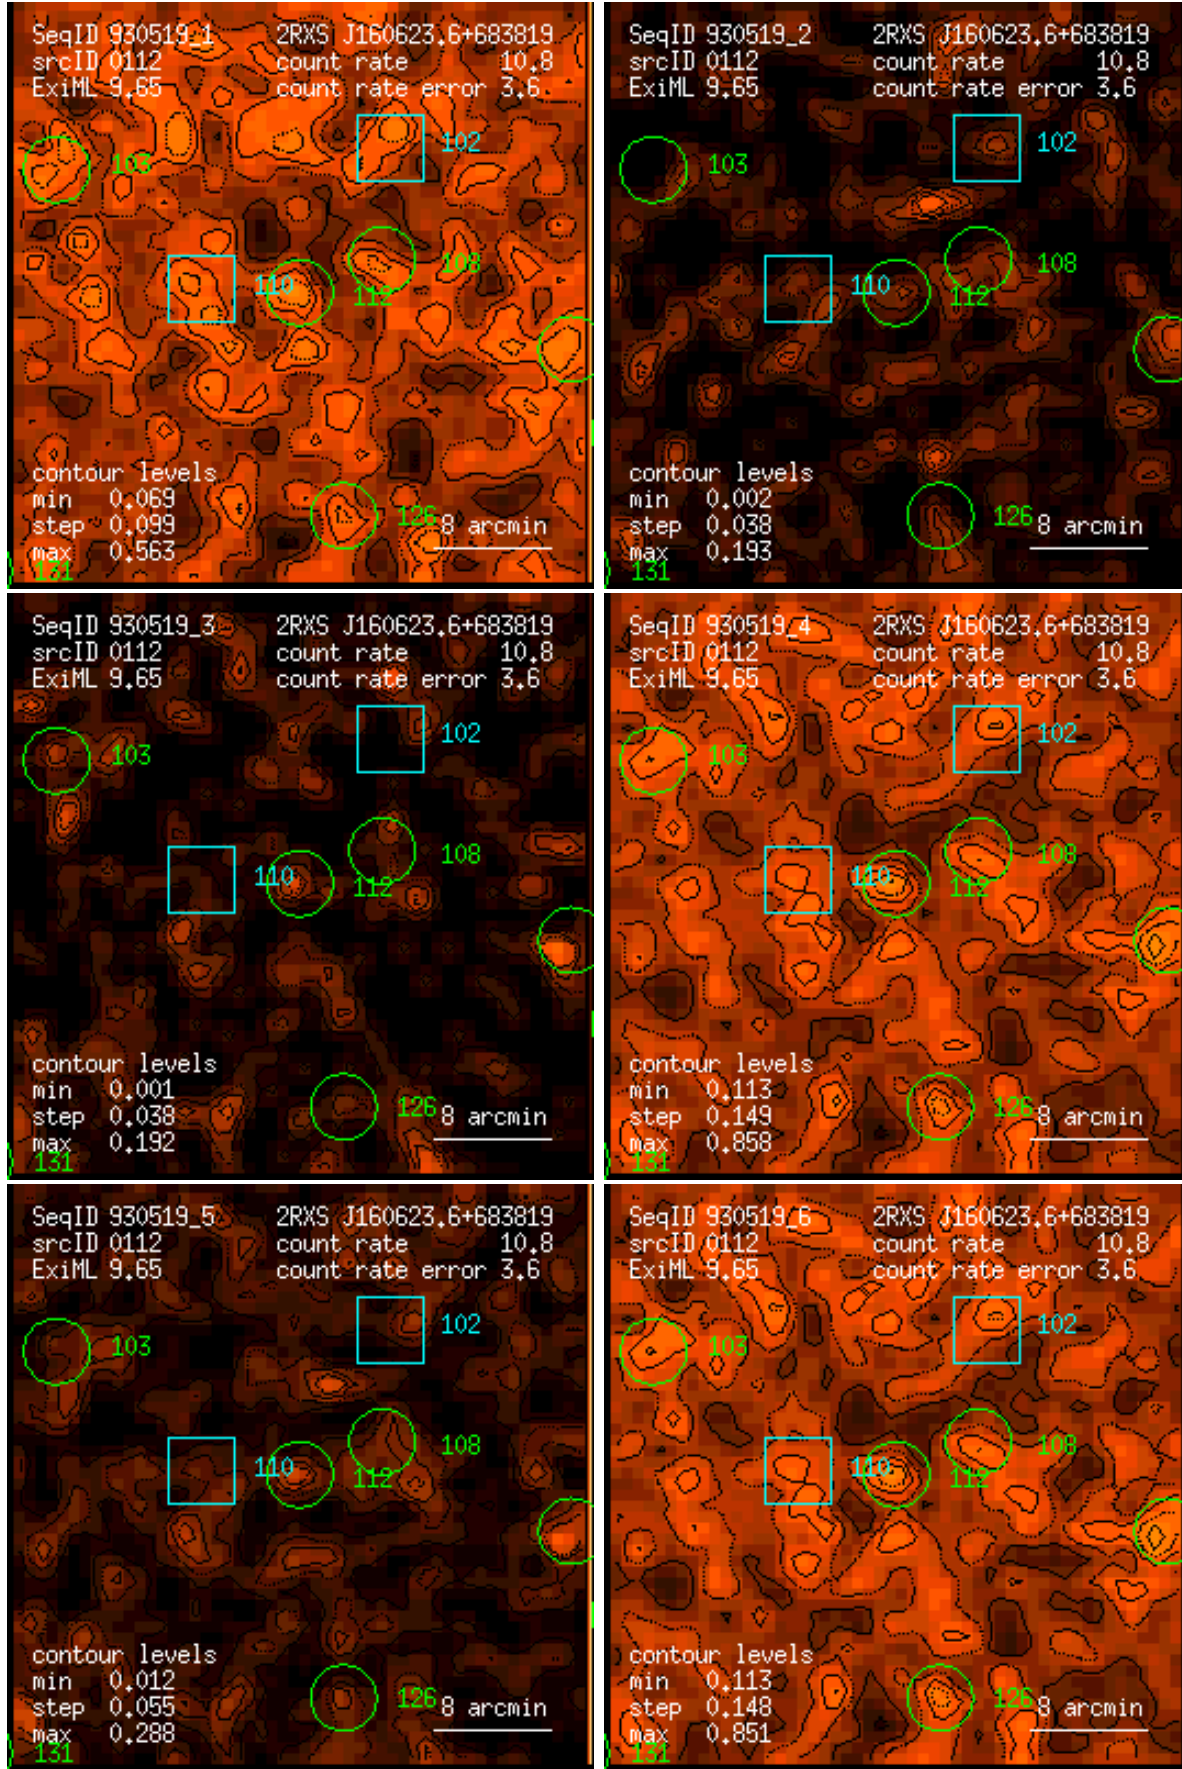 SeqID 930519_1 2RXS J160623.6+683819
srcID 0112 count rate 10.8
ExiML 9.65 count rate error 3.6
102
103
108
110
112
contour levels
min 0.069
step 0.099
max 0.563
126
8 arcmin
131
SeqID 930519_2 2RXS J160623.6+683819
srcID 0112 count rate 10.8
ExiML 9.65 count rate error 3.6
102
103
108
110
112
contour levels
min 0.002
step 0.038
max 0.193
126
8 arcmin
131
SeqID 930519_3 2RXS J160623.6+683819
srcID 0112 count rate 10.8
ExiML 9.65 count rate error 3.6
102
103
108
110
112
contour levels
min 0.001
step 0.038
max 0.192
126
8 arcmin
131
SeqID 930519_4 2RXS J160623.6+683819
srcID 0112 count rate 10.8
ExiML 9.65 count rate error 3.6
102
103
108
110
112
contour levels
min 0.113
step 0.149
max 0.858
126
8 arcmin
131
SeqID 930519_5 2RXS J160623.6+683819
srcID 0112 count rate 10.8
ExiML 9.65 count rate error 3.6
102
103
108
110
112
contour levels
min 0.012
step 0.055
max 0.288
126
8 arcmin
131
SeqID 930519_6 2RXS J160623.6+683819
srcID 0112 count rate 10.8
ExiML 9.65 count rate error 3.6
102
103
108
110
112
contour levels
min 0.113
step 0.148
max 0.851
126
8 arcmin
131